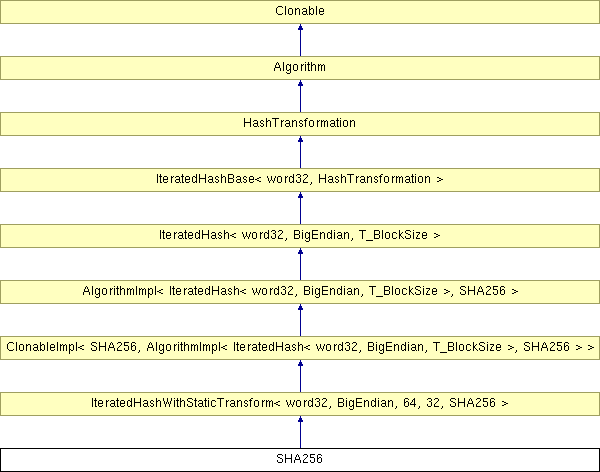 Clonable
Algorithm
HashTransformation
IteratedHashBase< word32, HashTransformation >
IteratedHash< word32, BigEndian, T_BlockSize >
AlgorithmImpl< IteratedHash< word32, BigEndian, T_BlockSize >, SHA256 >
ClonableImpl< SHA256, AlgorithmImpl< IteratedHash< word32, BigEndian, T_BlockSize >, SHA256 > >
IteratedHashWithStaticTransform< word32, BigEndian, 64, 32, SHA256 >
SHA256